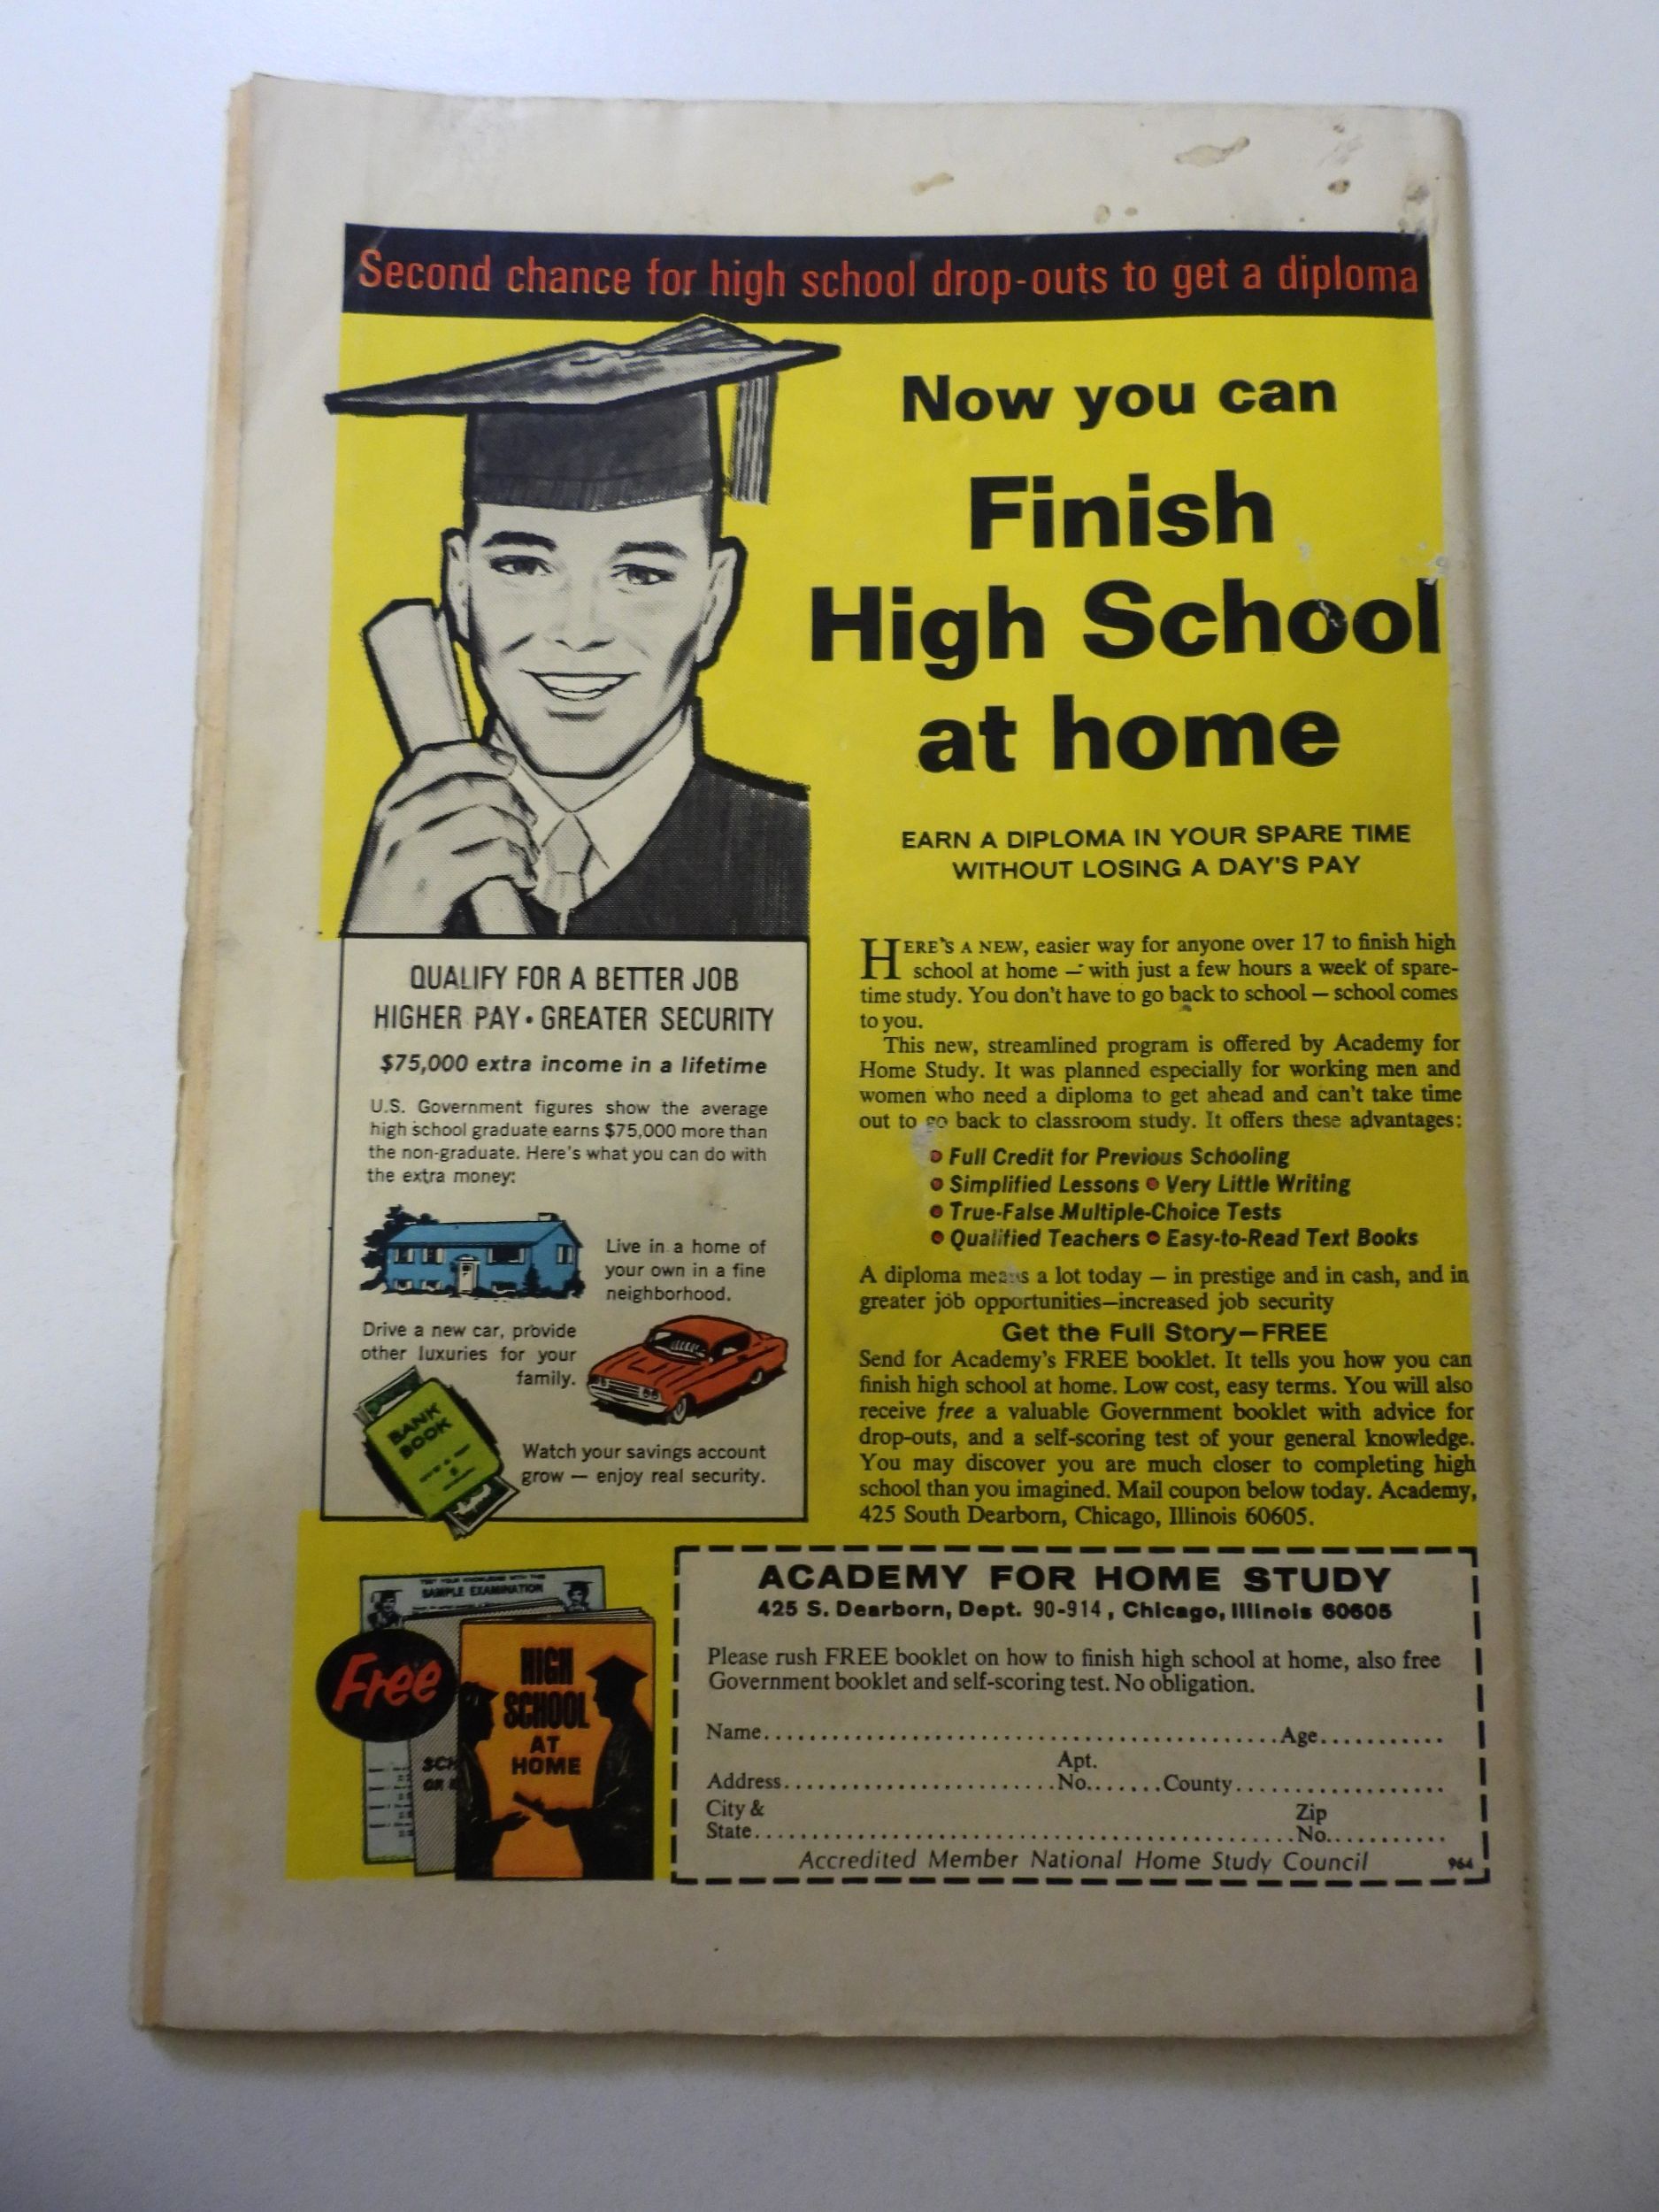 Second chance for high school drop-outs to get a diploma
Now you can
Finish
High School
at home
EARN A DIPLOMA IN YOUR SPARE TIME
WITHOUT LOSING A DAY'S PAY
HERE'S A NEW, easier way for anyone over 17 to finish high
school at home – with just a few hours a week of spare-
time study. You don't have to go back to school – school comes
to you.
This new, streamlined program is offered by Academy for
Home Study. It was planned especially for working men and
women who need a diploma to get ahead and can't take time
out to go back to classroom study. It offers these advantages:
• Full Credit for Previous Schooling
• Simplified Lessons • Very Little Writing
• True-False Multiple-Choice Tests
• Qualified Teachers • Easy-to-Read Text Books
A diploma means a lot today – in prestige and in cash, and in
greater job opportunities–increased job security
Get the Full Story–FREE
Send for Academy's FREE booklet. It tells you how you can
finish high school at home. Low cost, easy terms. You will also
receive free a valuable Government booklet with advice for
drop-outs, and a self-scoring test of your general knowledge.
You may discover you are much closer to completing high
school than you imagined. Mail coupon below today. Academy,
425 South Dearborn, Chicago, Illinois 60605.
QUALIFY FOR A BETTER JOB
HIGHER PAY • GREATER SECURITY
$75,000 extra income in a lifetime
U.S. Government figures show the average
high school graduate earns $75,000 more than
the non-graduate. Here's what you can do with
the extra money:
Live in a home of
your own in a fine
neighborhood.
Drive a new car, provide
other luxuries for your
family.
BANK
BOOK
Watch your savings account
grow – enjoy real security.
SAMPLE EXAMINATION
Free
HIGH
SCHOOL
AT
HOME
SCH
OR
ACADEMY FOR HOME STUDY
425 S. Dearborn, Dept. 90-914, Chicago, Illinois 60605
Please rush FREE booklet on how to finish high school at home, also free
Government booklet and self-scoring test. No obligation.
Name..........Age..........
Apt.
Address..........No.......County..........
City & Zip
State..........No..........
Accredited Member National Home Study Council 964